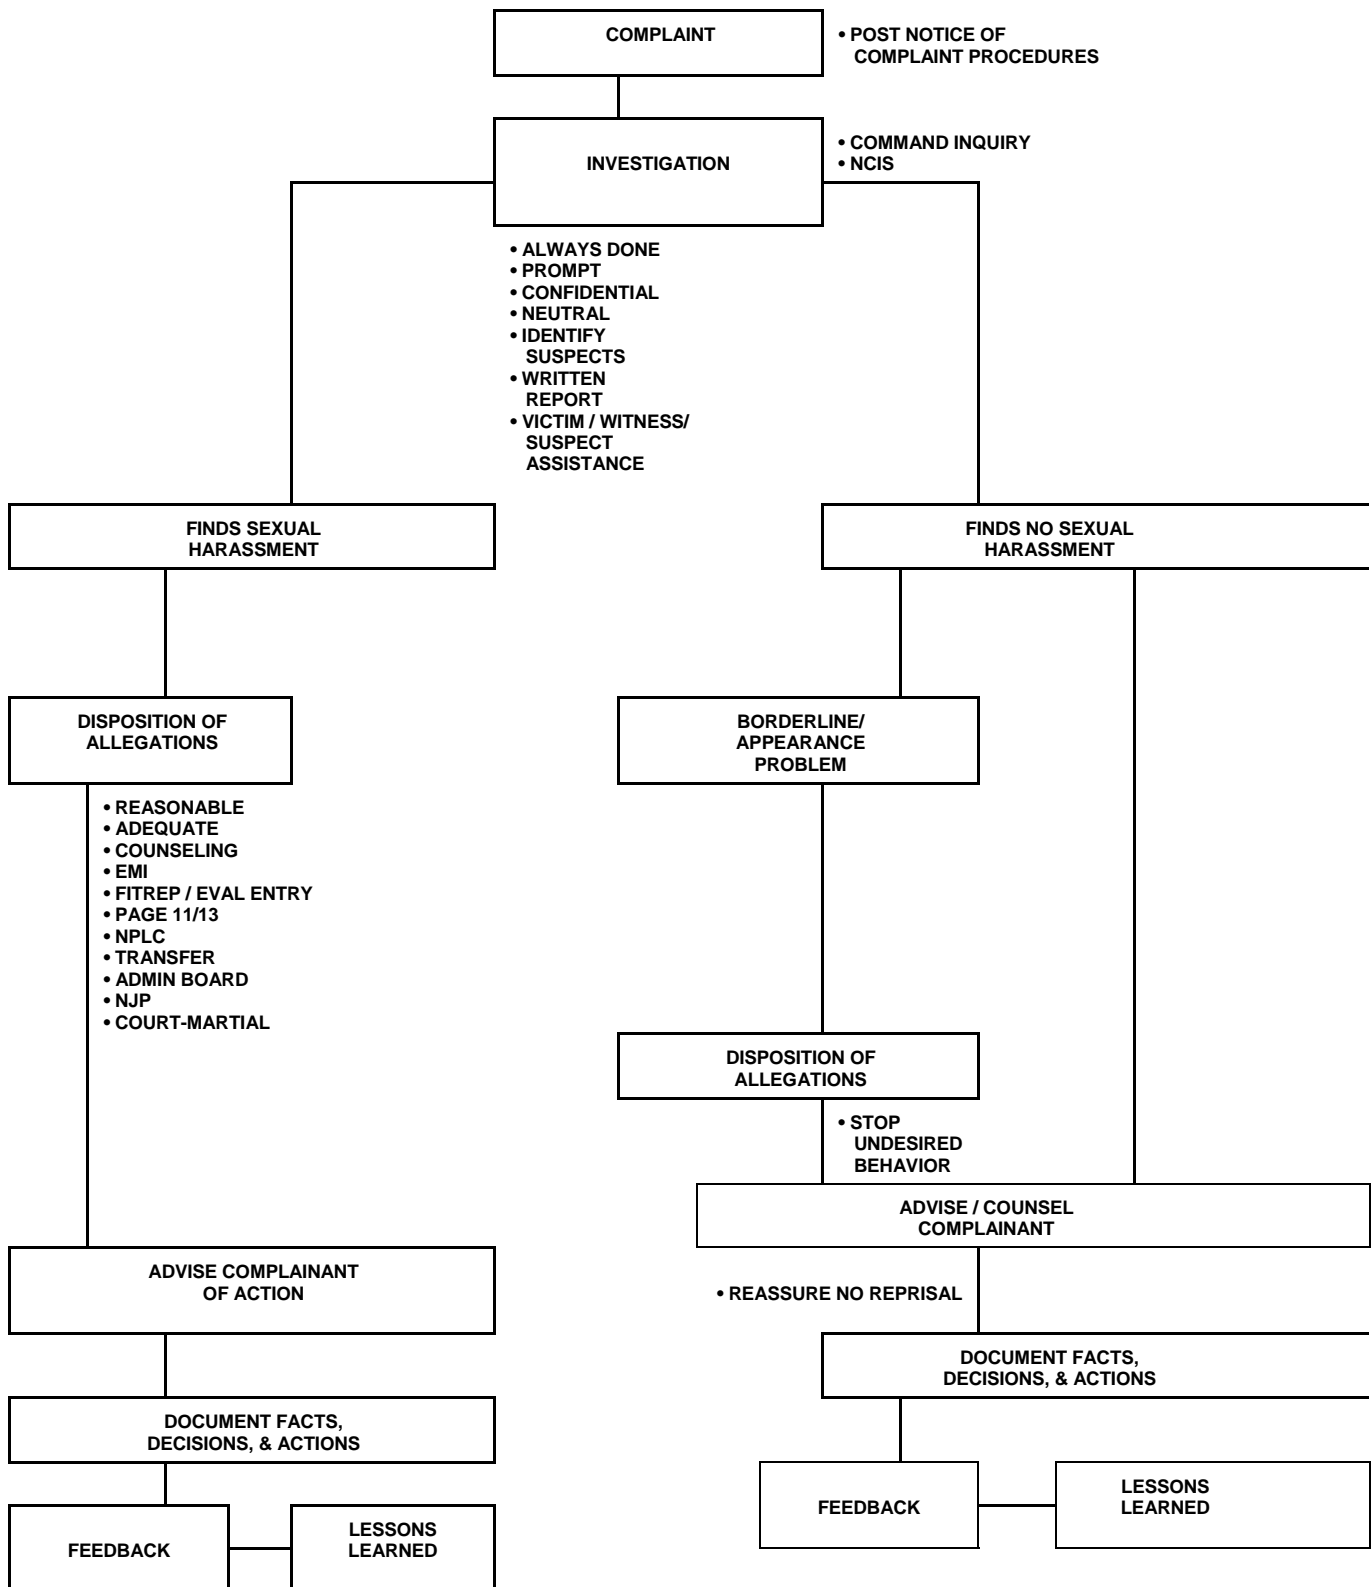 COMPLAINT
• POST NOTICE OF
COMPLAINT PROCEDURES
INVESTIGATION
• COMMAND INQUIRY
• NCIS
• ALWAYS DONE
• PROMPT
• CONFIDENTIAL
• NEUTRAL
• IDENTIFY
SUSPECTS
• WRITTEN
REPORT
• VICTIM / WITNESS/
SUSPECT
ASSISTANCE
FINDS SEXUAL
HARASSMENT
FINDS NO SEXUAL
HARASSMENT
DISPOSITION OF
ALLEGATIONS
• REASONABLE
• ADEQUATE
• COUNSELING
• EMI
• FITREP / EVAL ENTRY
• PAGE 11/13
• NPLC
• TRANSFER
• ADMIN BOARD
• NJP
• COURT-MARTIAL
BORDERLINE/
APPEARANCE
PROBLEM
DISPOSITION OF
ALLEGATIONS
• STOP
UNDESIRED
BEHAVIOR
ADVISE / COUNSEL
COMPLAINANT
ADVISE COMPLAINANT
OF ACTION
• REASSURE NO REPRISAL
DOCUMENT FACTS,
DECISIONS, & ACTIONS
DOCUMENT FACTS,
DECISIONS, & ACTIONS
FEEDBACK
LESSONS
LEARNED
FEEDBACK
LESSONS
LEARNED